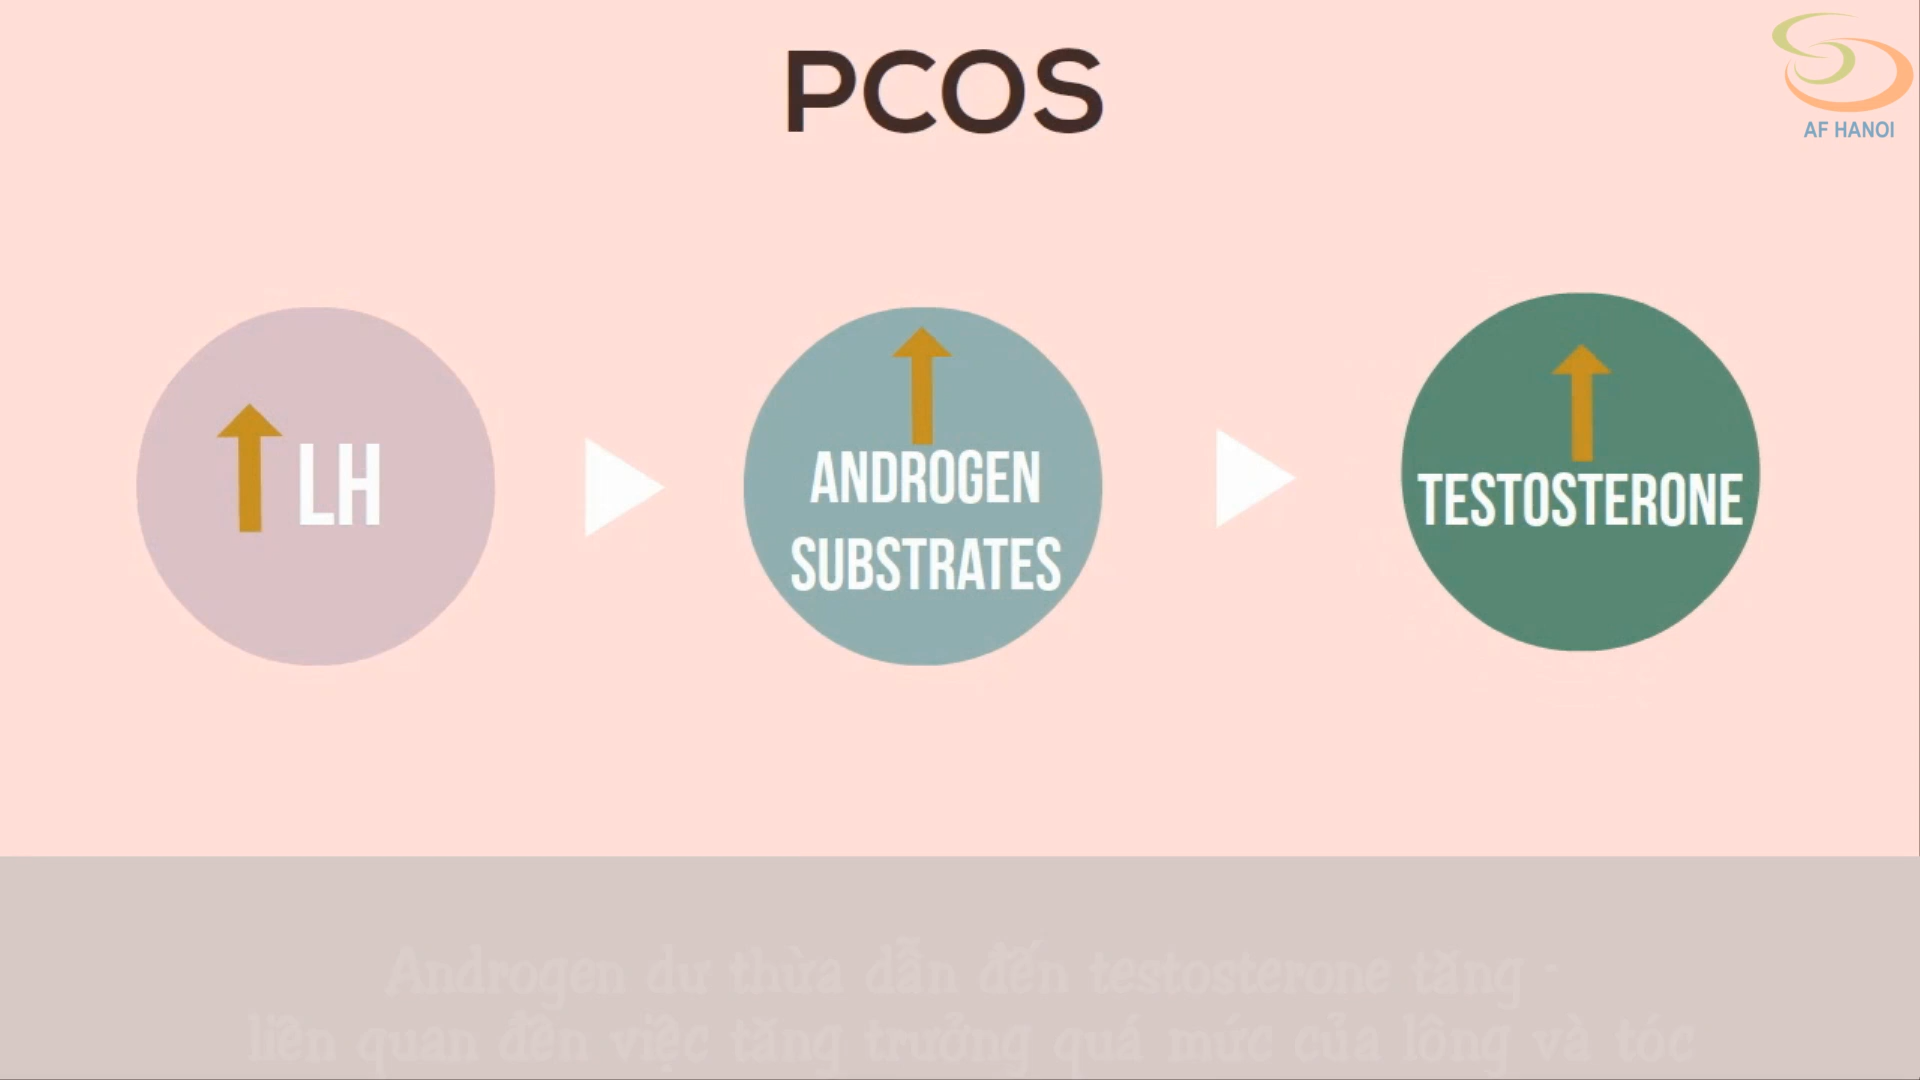 PCOS
AF HANOI
LH
ANDROGEN
SUBSTRATES
TESTOSTERONE
Androgen dư thừa dẫn đến testosterone tăng -
liên quan đến việc tăng trưởng quá mức của lông và tóc